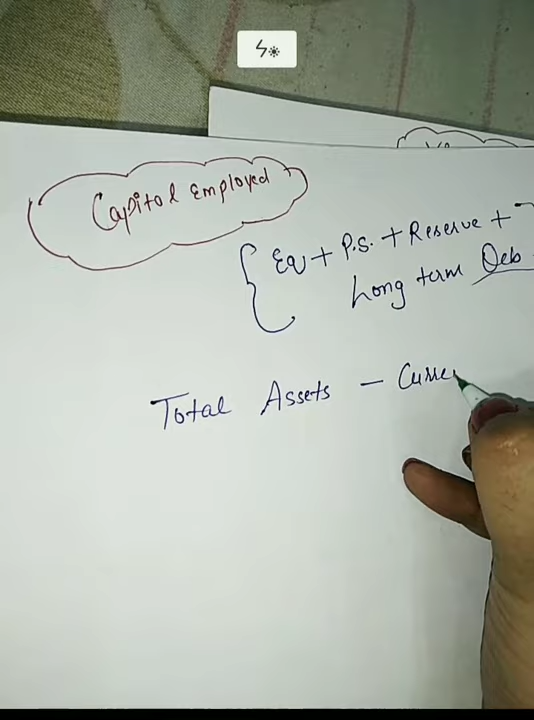 Capital Employed
Eq + P.S. + Reserve +
Long term Deb
Total Assets - Curre